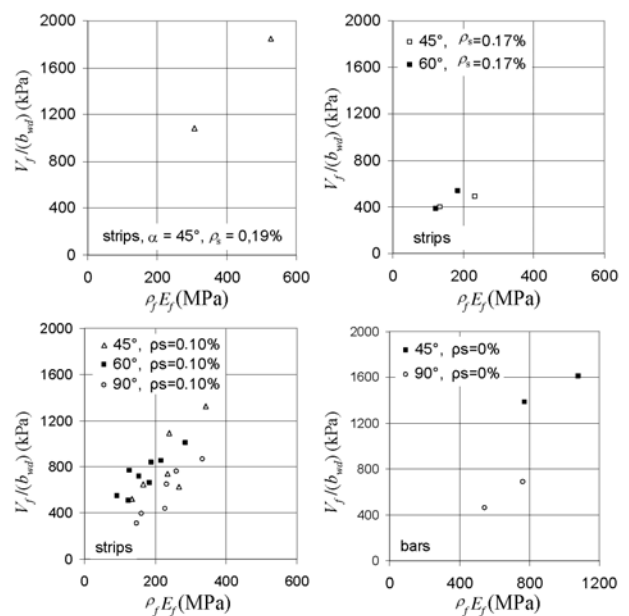 2000
1600
1200
800
400
0
V_f/(b_wd) (kPa)
strips, α = 45°, ρ_s = 0,19%
0 200 400 600
ρ_f E_f (MPa)
2000
1600
1200
800
400
0
V_f/(b_wd) (kPa)
45°, ρ_s=0.17%
60°, ρ_s=0.17%
strips
0 200 400 600
ρ_f E_f (MPa)
2000
1600
1200
800
400
0
V_f/(b_wd) (kPa)
45°, ρs=0.10%
60°, ρs=0.10%
90°, ρs=0.10%
strips
0 200 400 600
ρ_f E_f (MPa)
2000
1600
1200
800
400
0
V_f/(b_wd) (kPa)
45°, ρs=0%
90°, ρs=0%
bars
0 400 800 1200
ρ_f E_f (MPa)